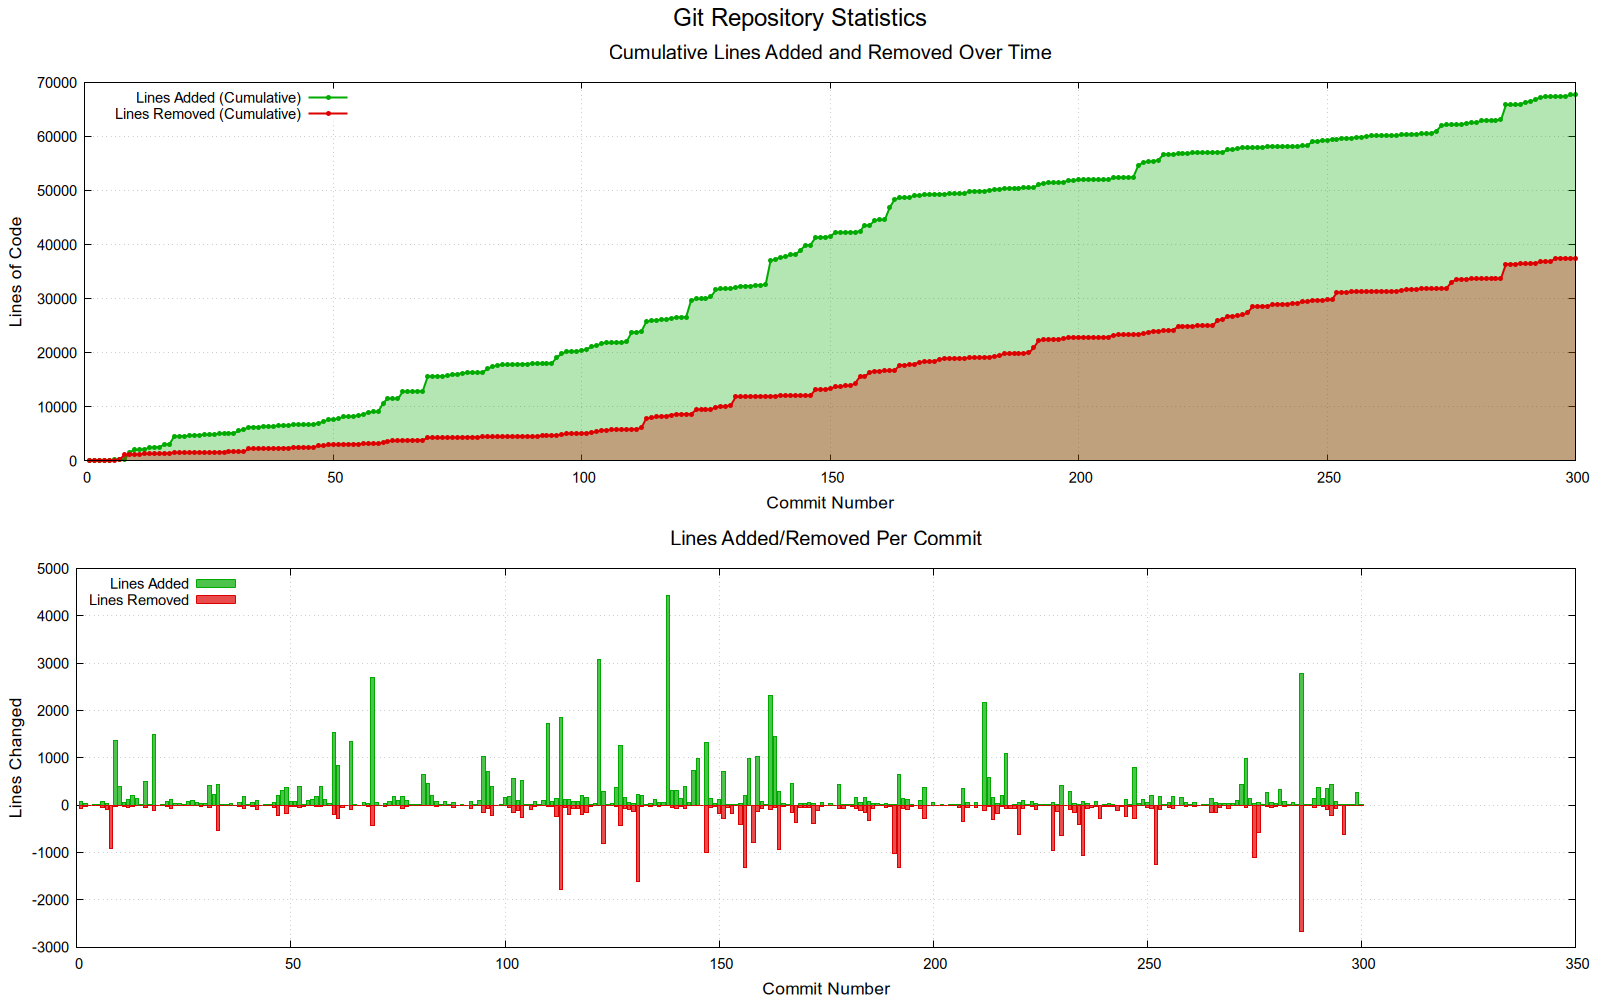 Git Repository Statistics
Cumulative Lines Added and Removed Over Time
70000
60000
50000
40000
30000
20000
10000
0
Lines of Code
Lines Added (Cumulative)
Lines Removed (Cumulative)
0 50 100 150 200 250 300
Commit Number
Lines Added/Removed Per Commit
5000
4000
3000
2000
1000
0
-1000
-2000
-3000
Lines Changed
Lines Added
Lines Removed
0 50 100 150 200 250 300 350
Commit Number